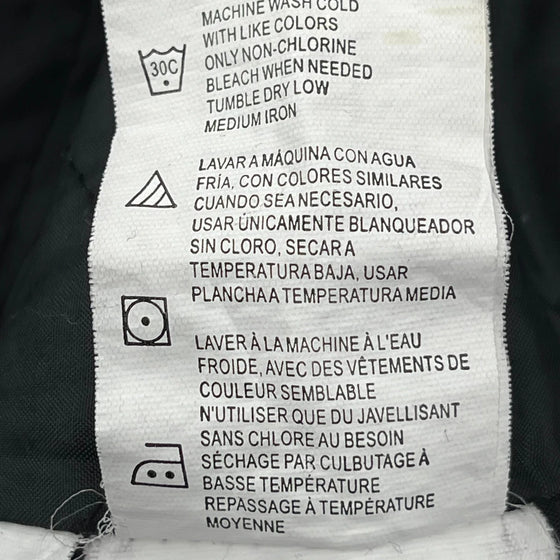 MACHINE WASH COLD
WITH LIKE COLORS
30C
ONLY NON-CHLORINE
BLEACH WHEN NEEDED
TUMBLE DRY LOW
MEDIUM IRON
LAVAR A MÁQUINA CON AGUA
FRÍA, CON COLORES SIMILARES
CUANDO SEA NECESARIO,
USAR ÚNICAMENTE BLANQUEADOR
SIN CLORO, SECAR A
TEMPERATURA BAJA, USAR
PLANCHA A TEMPERATURA MEDIA
LAVER À LA MACHINE À L'EAU
FROIDE, AVEC DES VÊTEMENTS DE
COULEUR SEMBLABLE
N'UTILISER QUE DU JAVELLISANT
SANS CHLORE AU BESOIN
SÉCHAGE PAR CULBUTAGE À
BASSE TEMPÉRATURE
REPASSAGE À TEMPÉRATURE
MOYENNE